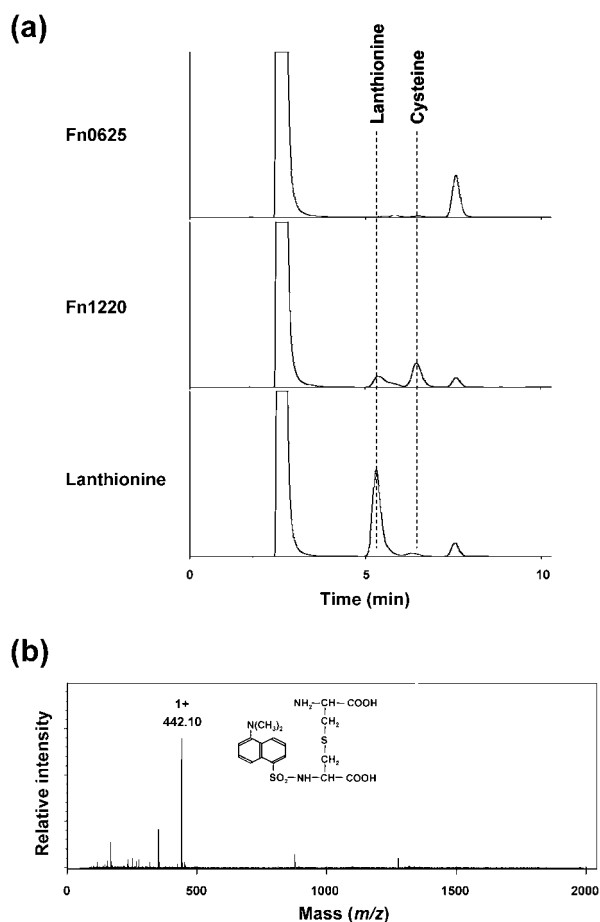 (a)
Lanthionine
Cysteine
Fn0625
Fn1220
Lanthionine
0
5
10
Time (min)
(b)
1+
442.10
N(CH3)2
NH2-CH-COOH
CH2
S
CH2
SO2-NH-CH-COOH
Relative intensity
0
500
1000
1500
2000
Mass (m/z)